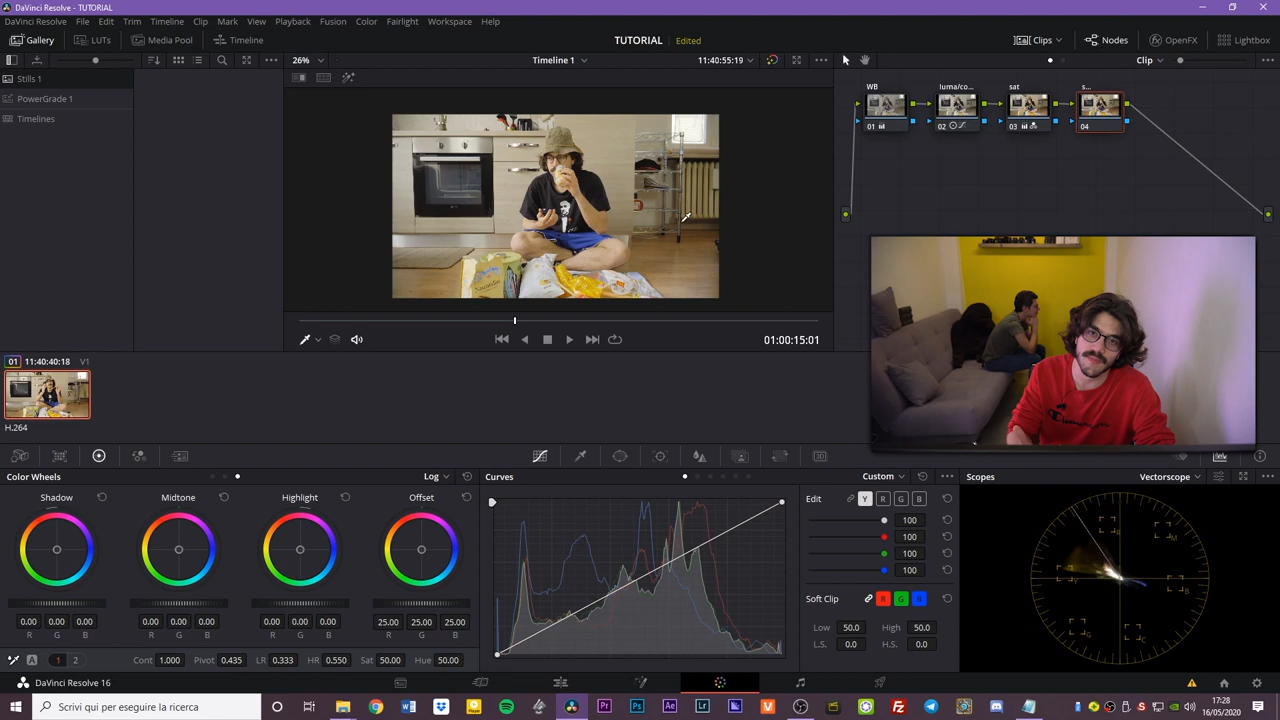 DaVinci Resolve - TUTORIAL
DaVinci Resolve File Edit Trim Timeline Clip Mark View Playback Fusion Color Fairlight Workspace Help
Gallery LUTs Media Pool Timeline TUTORIAL Edited Clips Nodes OpenFX Lightbox
26% Timeline 1 11:40:55:19 Clip
Stills 1
PowerGrade 1
Timelines
WB luma/co... sat s...
01 02 03 04
01:00:15:01
01 11:40:40:18 V1
H.264
Color Wheels Log Curves Custom Scopes Vectorscope
Shadow Midtone Highlight Offset Edit Y R G B
100
100
100
100
Soft Clip R G B
0.00 0.00 0.00 0.00 0.00 0.00 0.00 0.00 0.00 25.00 25.00 25.00
R G B R G B R G B R G B
Low 50.0 High 50.0
L.S. 0.0 H.S. 0.0
A 1 2 Cont 1.000 Pivot 0.435 LR 0.333 HR 0.550 Sat 50.00 Hue 50.00
R M B C G Y
DaVinci Resolve 16
Scrivi qui per eseguire la ricerca
17:28
16/05/2020